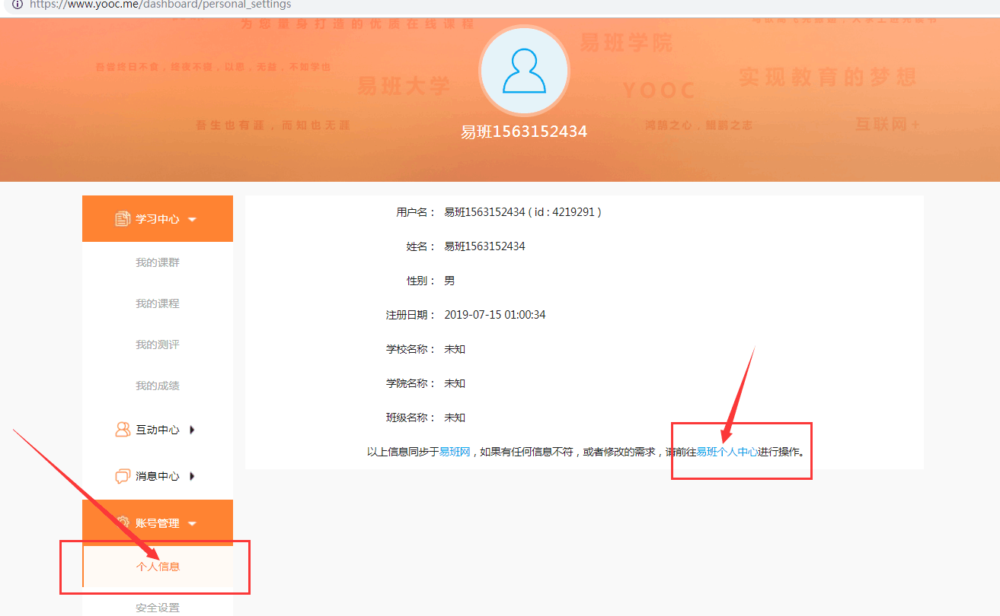 https://www.yooc.me/dashboard/personal_settings
为您量身打造的优质在线课程
易班学院
吾尝终日不食，终夜不寝，以思，无益，不如学也
易班大学
YOOC
实现教育的梦想
吾生也有涯，而知也无涯
鸿鹄之心，鲲鹏之志
互联网+
易班1563152434
学习中心
我的课群
我的课程
我的测评
我的成绩
互动中心
消息中心
账号管理
个人信息
安全设置
用户名： 易班1563152434 ( id : 4219291 )
姓名： 易班1563152434
性别： 男
注册日期： 2019-07-15 01:00:34
学校名称： 未知
学院名称： 未知
班级名称： 未知
以上信息同步于易班网，如果有任何信息不符，或者修改的需求，请前往易班个人中心进行操作。